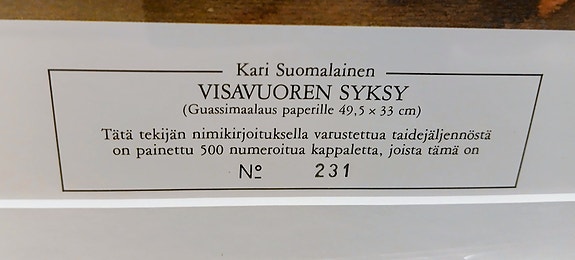 Kari Suomalainen
VISAVUOREN SYKSY
(Guassimaalaus paperille 49,5 × 33 cm)
Tätä tekijän nimikirjoituksella varustettua taidejäljennöstä
on painettu 500 numeroitua kappaletta, joista tämä on
Nº 231